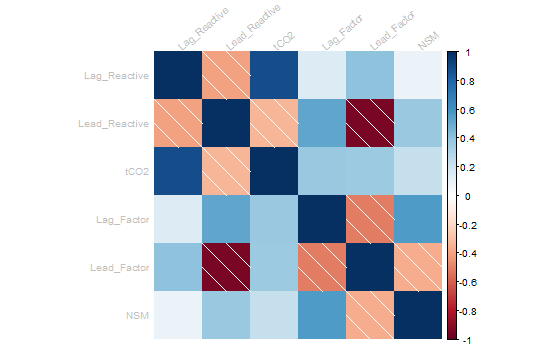 Lag_Reactive
Lead_Reactive
tCO2
Lag_Factor
Lead_Factor
NSM
Lag_Reactive
Lead_Reactive
tCO2
Lag_Factor
Lead_Factor
NSM
1
0.8
0.6
0.4
0.2
0
-0.2
-0.4
-0.6
-0.8
-1